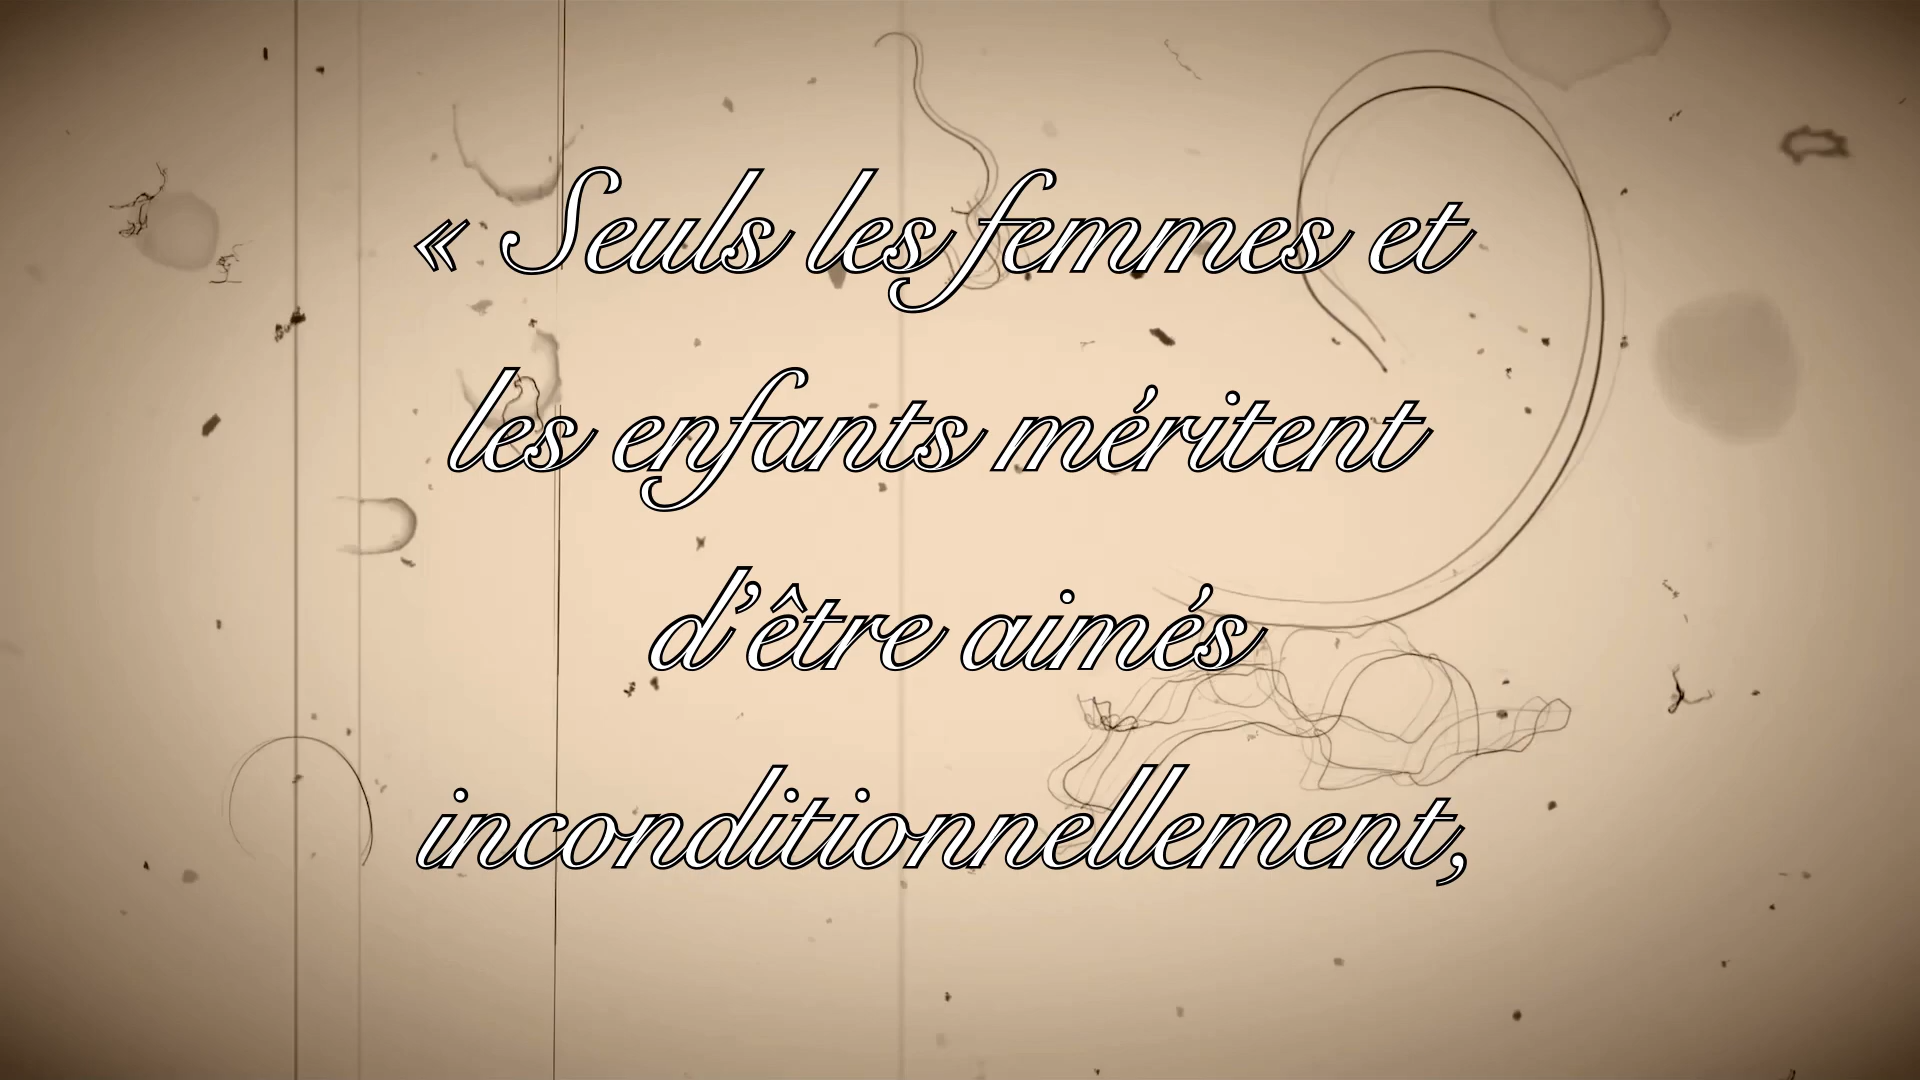 « Seuls les femmes et
les enfants méritent
d’être aimés
inconditionnellement,